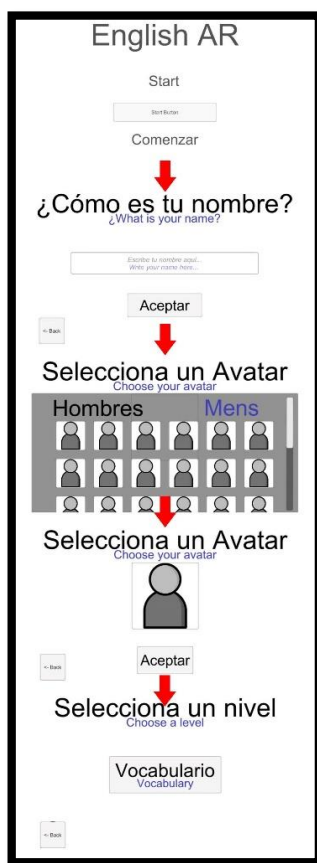 English AR
Start
Start Button
Comenzar
¿Cómo es tu nombre?
¿What is your name?
Escribe tu nombre aquí...
Write your name here...
Aceptar
<- Back
Selecciona un Avatar
Choose your avatar
Hombres Mens
Selecciona un Avatar
Choose your avatar
Aceptar
<- Back
Selecciona un nivel
Choose a level
Vocabulario
Vocabulary
<- Back